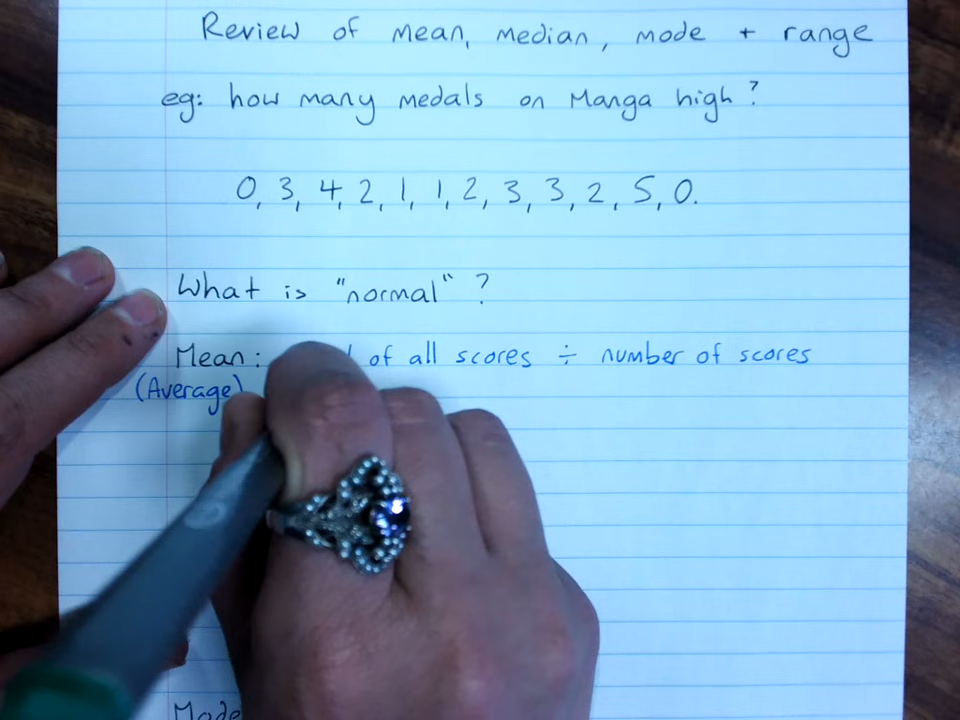 Review of mean, median, mode + range
eg: how many medals on Manga high?
0, 3, 4, 2, 1, 1, 2, 3, 3, 2, 5, 0.
What is "normal"?
Mean: of all scores ÷ number of scores
(Average)
Mode